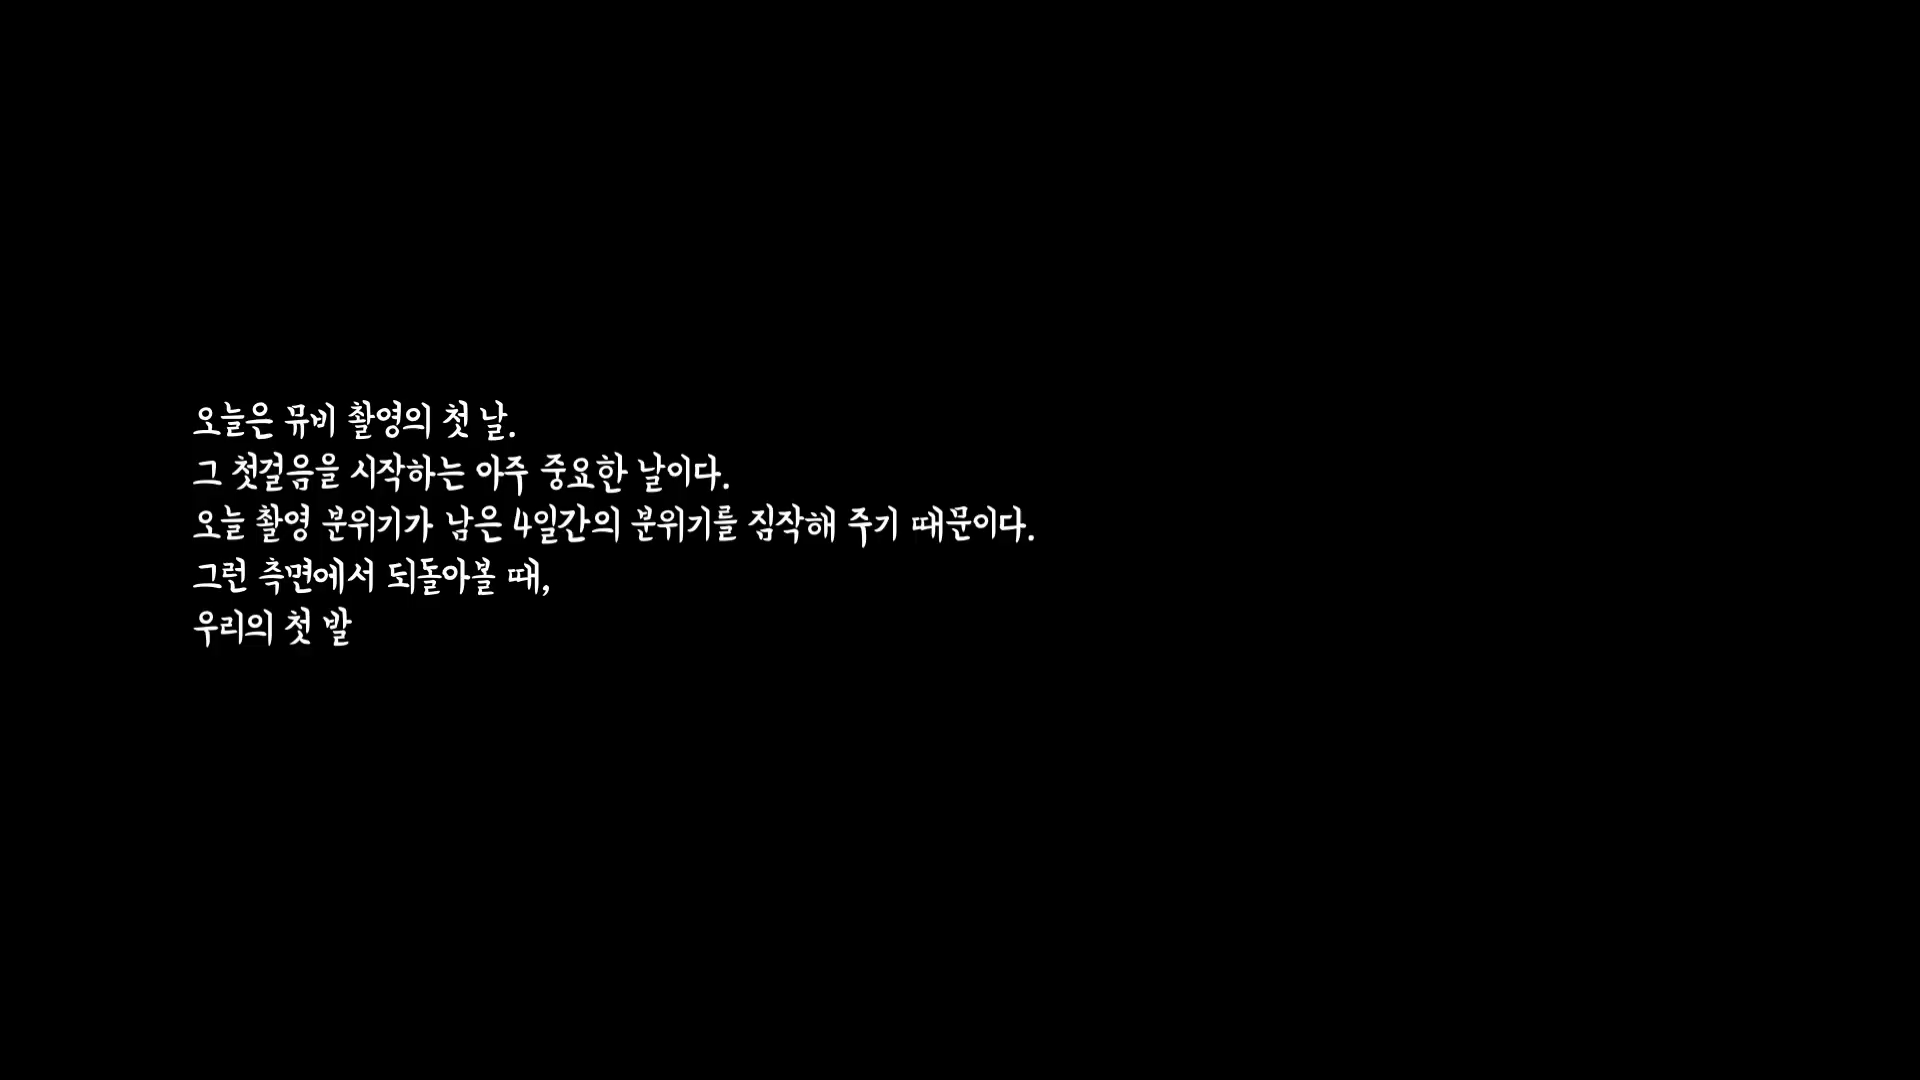 오늘은 뮤비 촬영의 첫 날.
그 첫걸음을 시작하는 아주 중요한 날이다.
오늘 촬영 분위기가 남은 4일간의 분위기를 짐작해 주기 때문이다.
그런 측면에서 되돌아볼 때,
우리의 첫 발